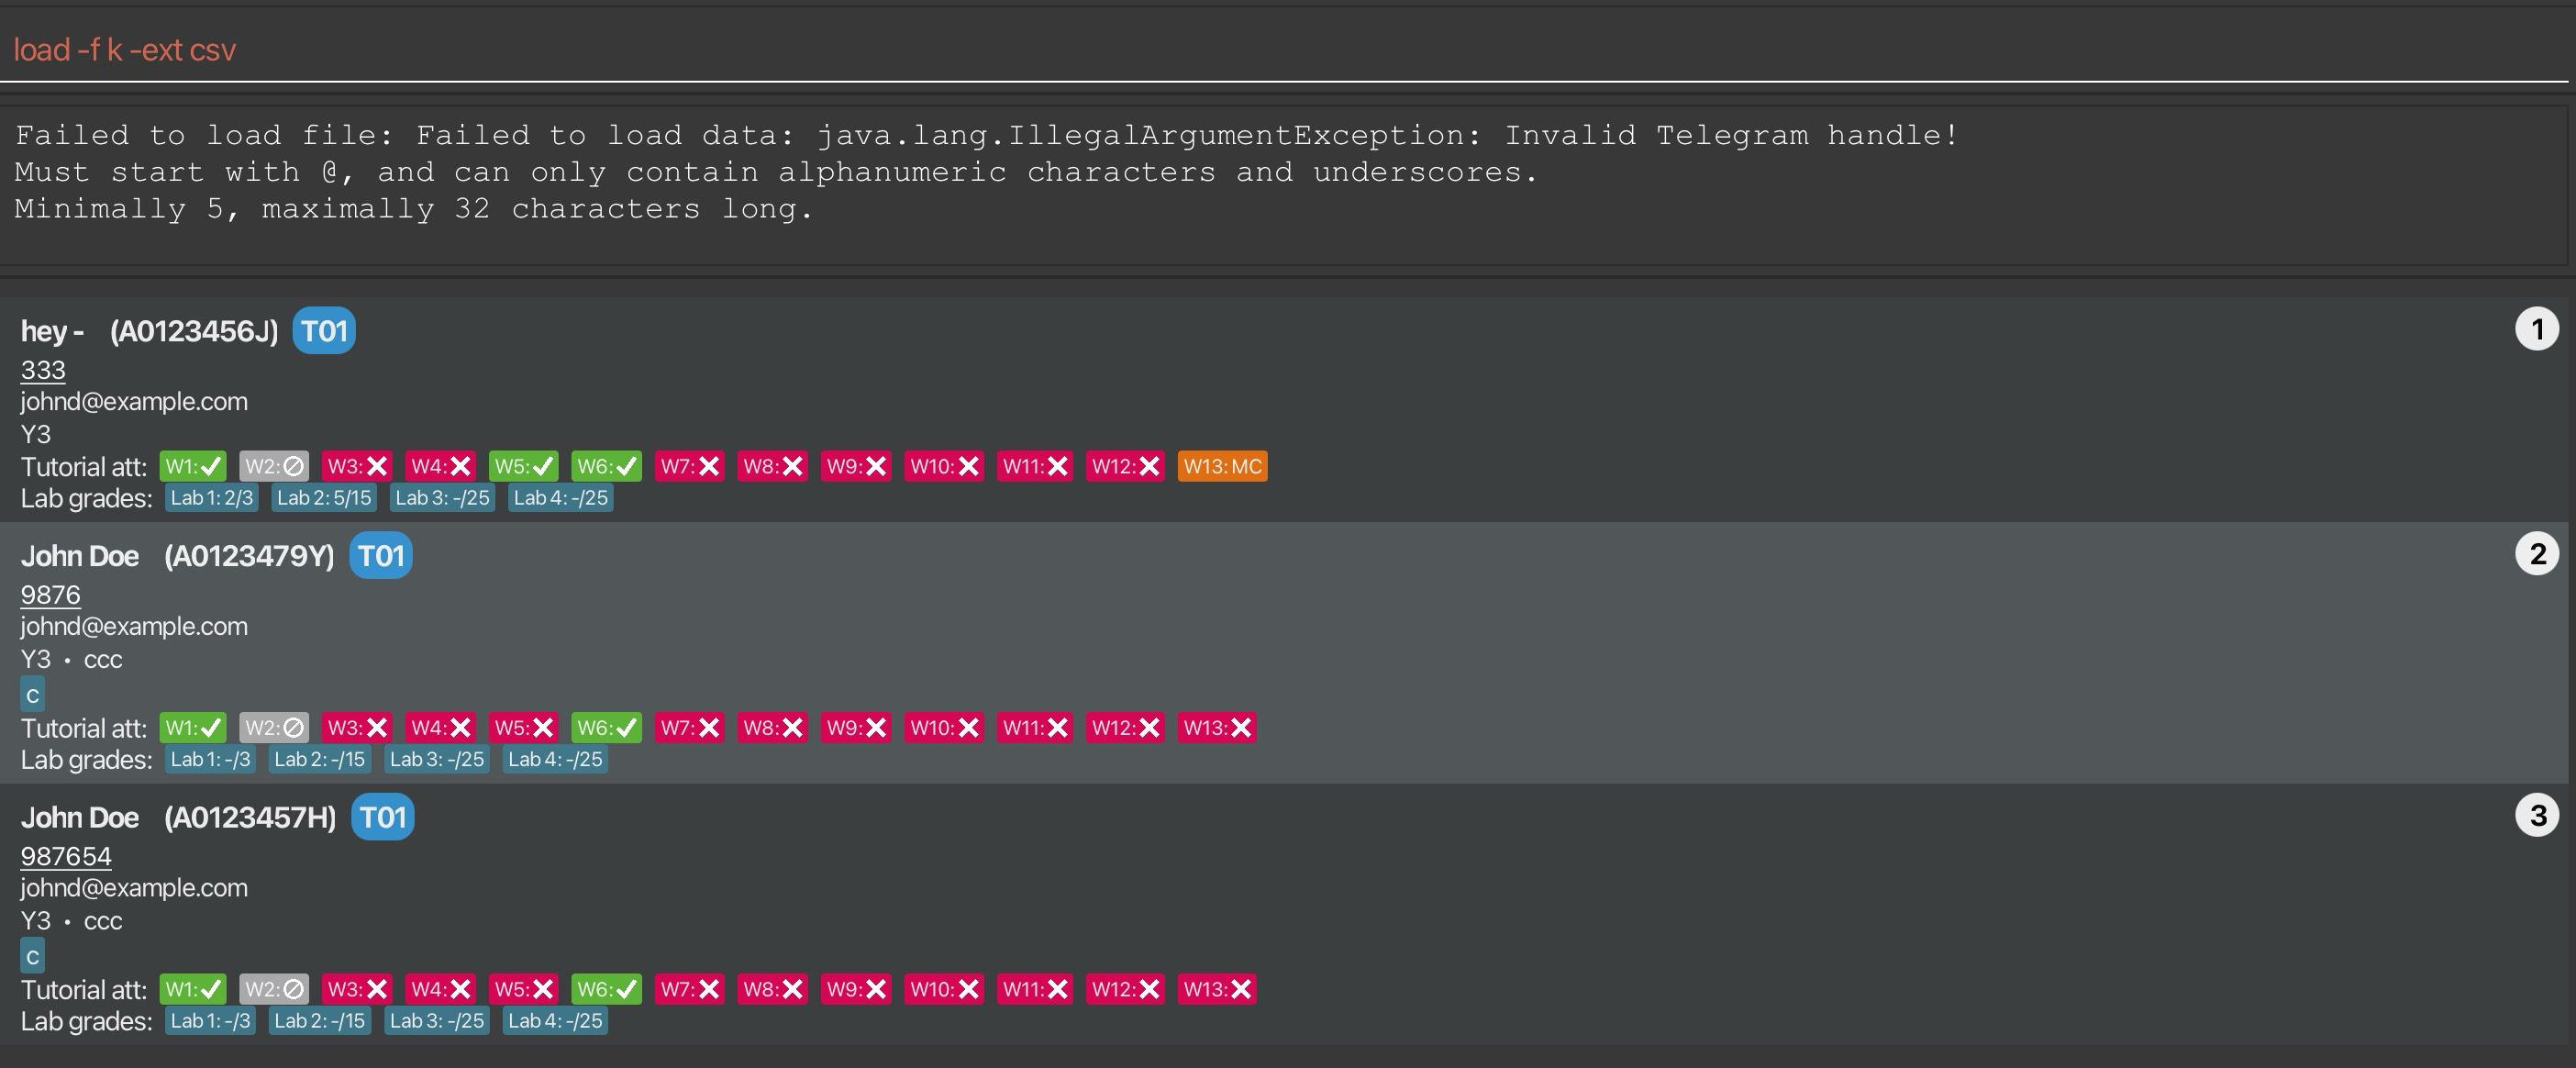 load -f k -ext csv
Failed to load file: Failed to load data: java.lang.IllegalArgumentException: Invalid Telegram handle!
Must start with @, and can only contain alphanumeric characters and underscores.
Minimally 5, maximally 32 characters long.
hey - (A0123456J) T01 1
333
johnd@example.com
Y3
Tutorial att: W1:✓ W2:⊘ W3:✕ W4:✕ W5:✓ W6:✓ W7:✕ W8:✕ W9:✕ W10:✕ W11:✕ W12:✕ W13: MC
Lab grades: Lab 1: 2/3 Lab 2: 5/15 Lab 3: -/25 Lab 4: -/25
John Doe (A0123479Y) T01 2
9876
johnd@example.com
Y3 • ccc
c
Tutorial att: W1:✓ W2:⊘ W3:✕ W4:✕ W5:✕ W6:✓ W7:✕ W8:✕ W9:✕ W10:✕ W11:✕ W12:✕ W13:✕
Lab grades: Lab 1: -/3 Lab 2: -/15 Lab 3: -/25 Lab 4: -/25
John Doe (A0123457H) T01 3
987654
johnd@example.com
Y3 • ccc
c
Tutorial att: W1:✓ W2:⊘ W3:✕ W4:✕ W5:✕ W6:✓ W7:✕ W8:✕ W9:✕ W10:✕ W11:✕ W12:✕ W13:✕
Lab grades: Lab 1: -/3 Lab 2: -/15 Lab 3: -/25 Lab 4: -/25